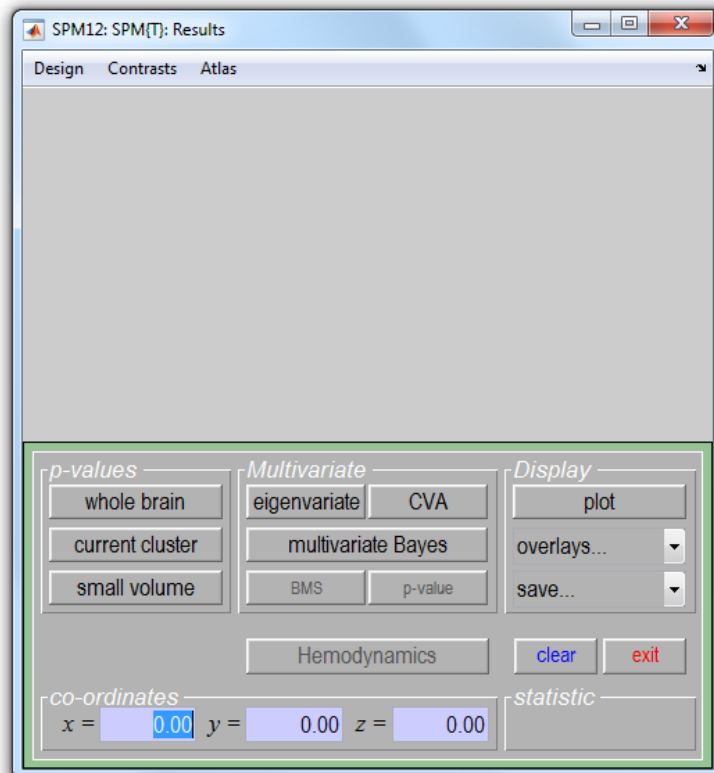 SPM12: SPM{T}: Results
Design Contrasts Atlas
p-values Multivariate Display
whole brain eigenvariate CVA plot
current cluster multivariate Bayes overlays...
small volume BMS p-value save...
Hemodynamics clear exit
co-ordinates statistic
x = 0.00 y = 0.00 z = 0.00